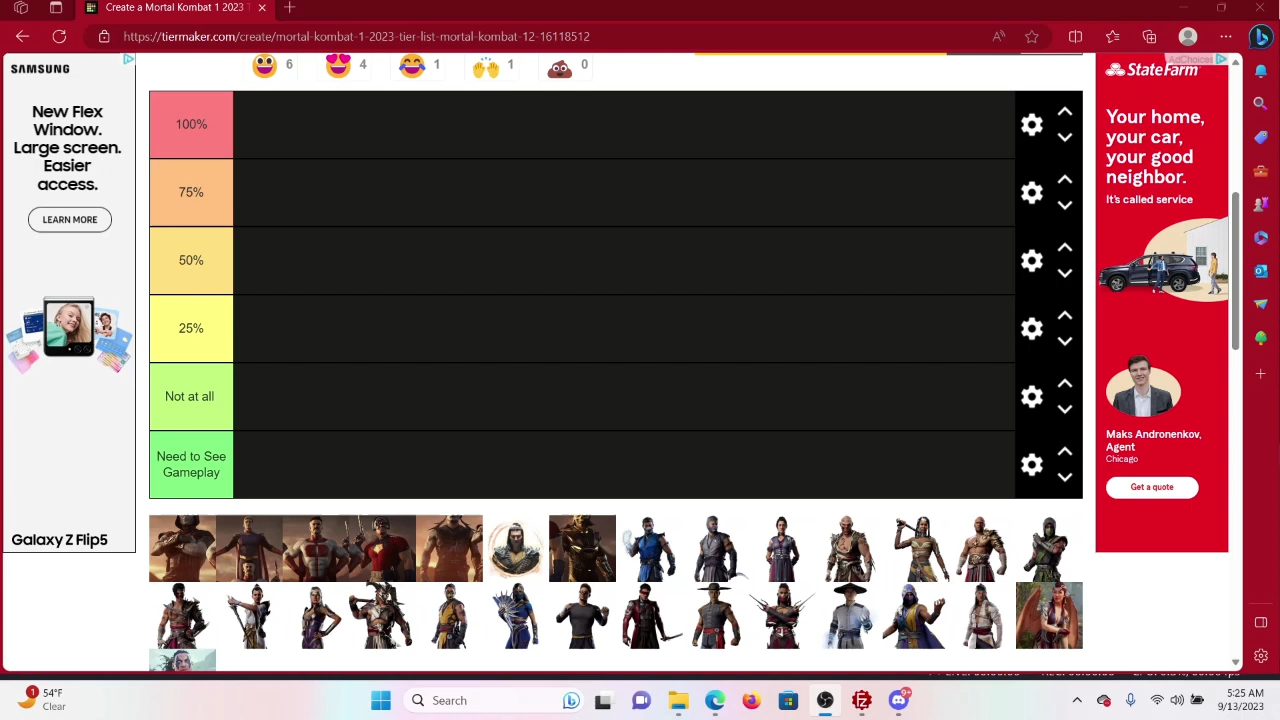 Create a Mortal Kombat 1 2023 T
https://tiermaker.com/create/mortal-kombat-1-2023-tier-list-mortal-kombat-12-16118512
6
4
1
1
0
SAMSUNG
New Flex
Window.
Large screen.
Easier
access.
LEARN MORE
Galaxy Z Flip5
100%
75%
50%
25%
Not at all
Need to See
Gameplay
AdChoices
StateFarm
Your home,
your car,
your good
neighbor.
It's called service
Maks Andronenkov,
Agent
Chicago
Get a quote
1
54°F
Clear
Search
9+
5:25 AM
9/13/2023